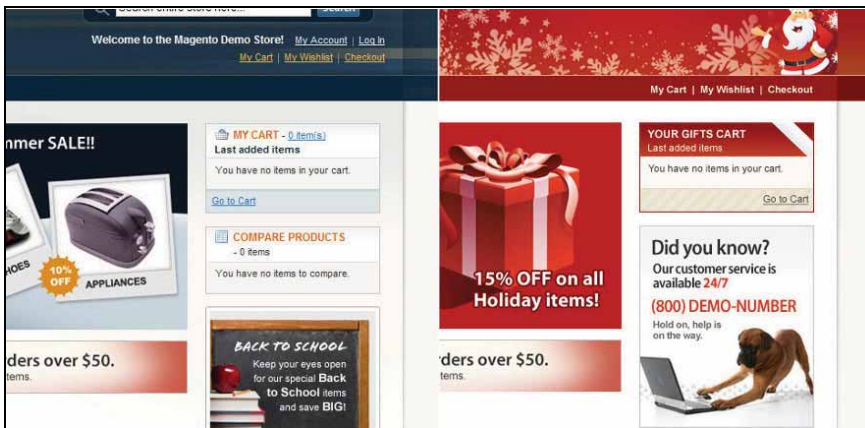 Search entire store here...
SEARCH
Welcome to the Magento Demo Store! My Account | Log In
My Cart | My Wishlist | Checkout
mmer SALE!!
HOES
10%
OFF
APPLIANCES
MY CART - 0 item(s)
Last added items
You have no items in your cart.
Go to Cart
COMPARE PRODUCTS
- 0 items
You have no items to compare.
BACK TO SCHOOL
Keep your eyes open
for our special Back
to School items
and save BIG!
rders over $50.
tems.
My Cart | My Wishlist | Checkout
15% OFF on all
Holiday items!
YOUR GIFTS CART
Last added items
You have no items in your cart.
Go to Cart
Did you know?
Our customer service is
available 24/7
(800) DEMO-NUMBER
Hold on, help is
on the way.
rders over $50.
tems.